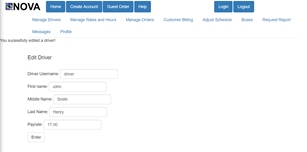 NOVA Home Create Account Guest Order Help Login Logout
Manage Drivers Manage Rates and Hours Manage Orders Customer Billing Adjust Schedule Boxes Request Report
Messages Profile
You sucessfully edited a driver!
Edit Driver
Driver Username: driver
First name: John
Middle Name: Smith
Last Name: Henry
Payrate: 17.00
Enter